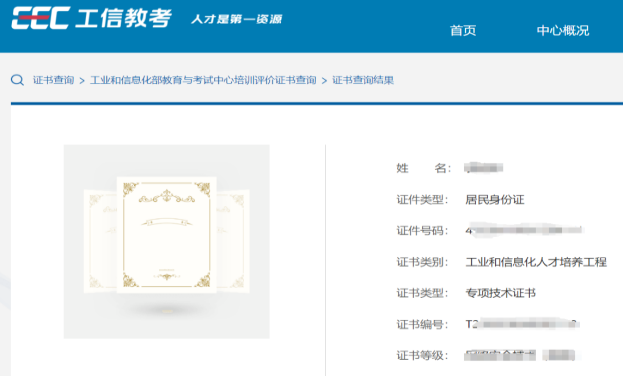 EEC 工信教考 人才是第一资源
首页 中心概况
证书查询 > 工业和信息化部教育与考试中心培训评价证书查询 > 证书查询结果
姓 名：
证件类型： 居民身份证
证件号码： 4
证书类别： 工业和信息化人才培养工程
证书类型： 专项技术证书
证书编号： T2
证书等级：